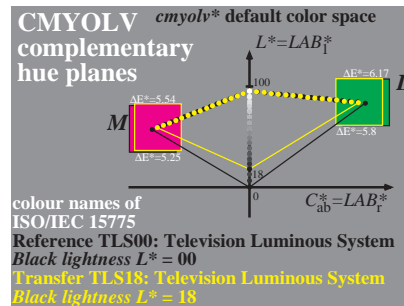 CMYOLV
complementary
hue planes
cmyolv* default color space
L*=LAB*l
100
ΔE*=5.54
M
ΔE*=5.25
ΔE*=6.17
L
ΔE*=5.8
18
0
C*ab=LAB*r
colour names of
ISO/IEC 15775
Reference TLS00: Television Luminous System
Black lightness L* = 00
Transfer TLS18: Television Luminous System
Black lightness L* = 18